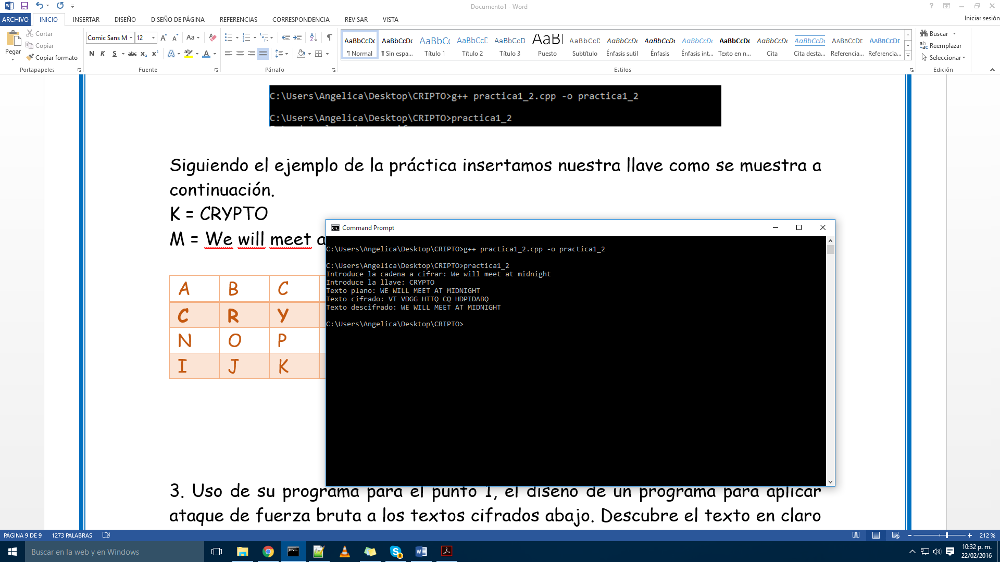 Documento1 - Word
ARCHIVO INICIO INSERTAR DISEÑO DISEÑO DE PÁGINA REFERENCIAS CORRESPONDENCIA REVISAR VISTA
Iniciar sesión
Pegar
Cortar
Copiar
Copiar formato
Portapapeles
Comic Sans M 12
Fuente
Párrafo
AaBbCcDc AaBbCcDc AaBbCc AaBbCcD AaBbCcD AaBl AaBbCcD AaBbCcDc AaBbCcDc AaBbCcDc AaBbCcDc AaBbCcDc AaBbCcDc AaBbCcDc AaBbCcDc
¶ Normal ¶ Sin espa... Título 1 Título 2 Título 3 Puesto Subtítulo Énfasis sutil Énfasis Énfasis int... Texto en n... Cita Cita desta... Referencia... Referencia...
Estilos
Buscar
Reemplazar
Seleccionar
Edición
C:\Users\Angelica\Desktop\CRIPTO>g++ practica1_2.cpp -o practica1_2
C:\Users\Angelica\Desktop\CRIPTO>practica1_2
Siguiendo el ejemplo de la práctica insertamos nuestra llave como se muestra a
continuación.
K = CRYPTO
M = We will meet a
A B C
C R Y
N O P
I J K
Command Prompt
C:\Users\Angelica\Desktop\CRIPTO>g++ practica1_2.cpp -o practica1_2
C:\Users\Angelica\Desktop\CRIPTO>practica1_2
Introduce la cadena a cifrar: We will meet at midnight
Introduce la llave: CRYPTO
Texto plano: WE WILL MEET AT MIDNIGHT
Texto cifrado: VT VDGG HTTQ CQ HDPIDABQ
Texto descifrado: WE WILL MEET AT MIDNIGHT
C:\Users\Angelica\Desktop\CRIPTO>
3. Uso de su programa para el punto 1, el diseño de un programa para aplicar
ataque de fuerza bruta a los textos cifrados abajo. Descubre el texto en claro
PÁGINA 9 DE 9 1273 PALABRAS
212 %
Buscar en la web y en Windows
10:32 p. m.
22/02/2016